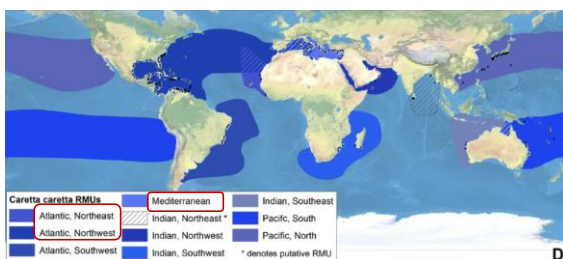 Caretta caretta RMUs
Atlantic, Northeast
Atlantic, Northwest
Atlantic, Southwest
Mediterranean
Indian, Northeast *
Indian, Northwest
Indian, Southwest
Indian, Southeast
Pacifc, South
Pacific, North
* denotes putative RMU
D